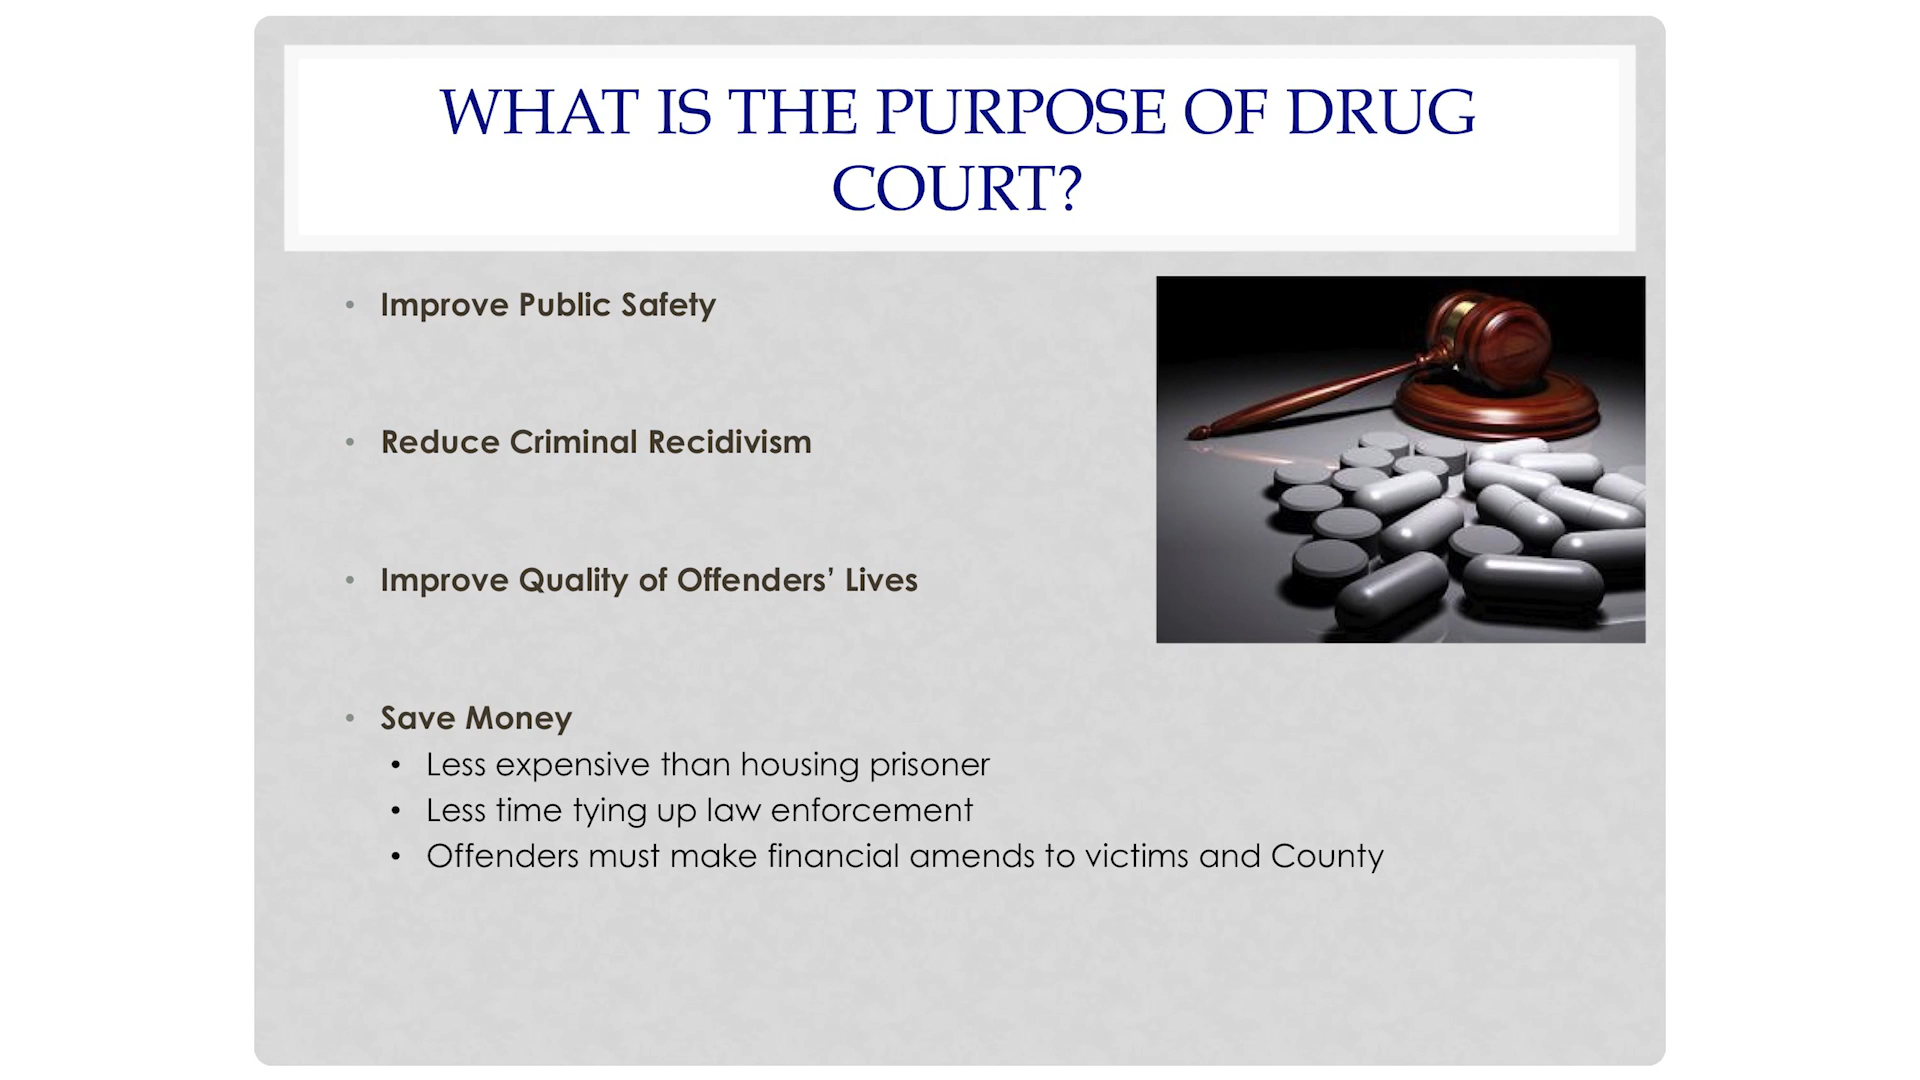 WHAT IS THE PURPOSE OF DRUG
COURT?
• Improve Public Safety
• Reduce Criminal Recidivism
• Improve Quality of Offenders’ Lives
• Save Money
• Less expensive than housing prisoner
• Less time tying up law enforcement
• Offenders must make financial amends to victims and County